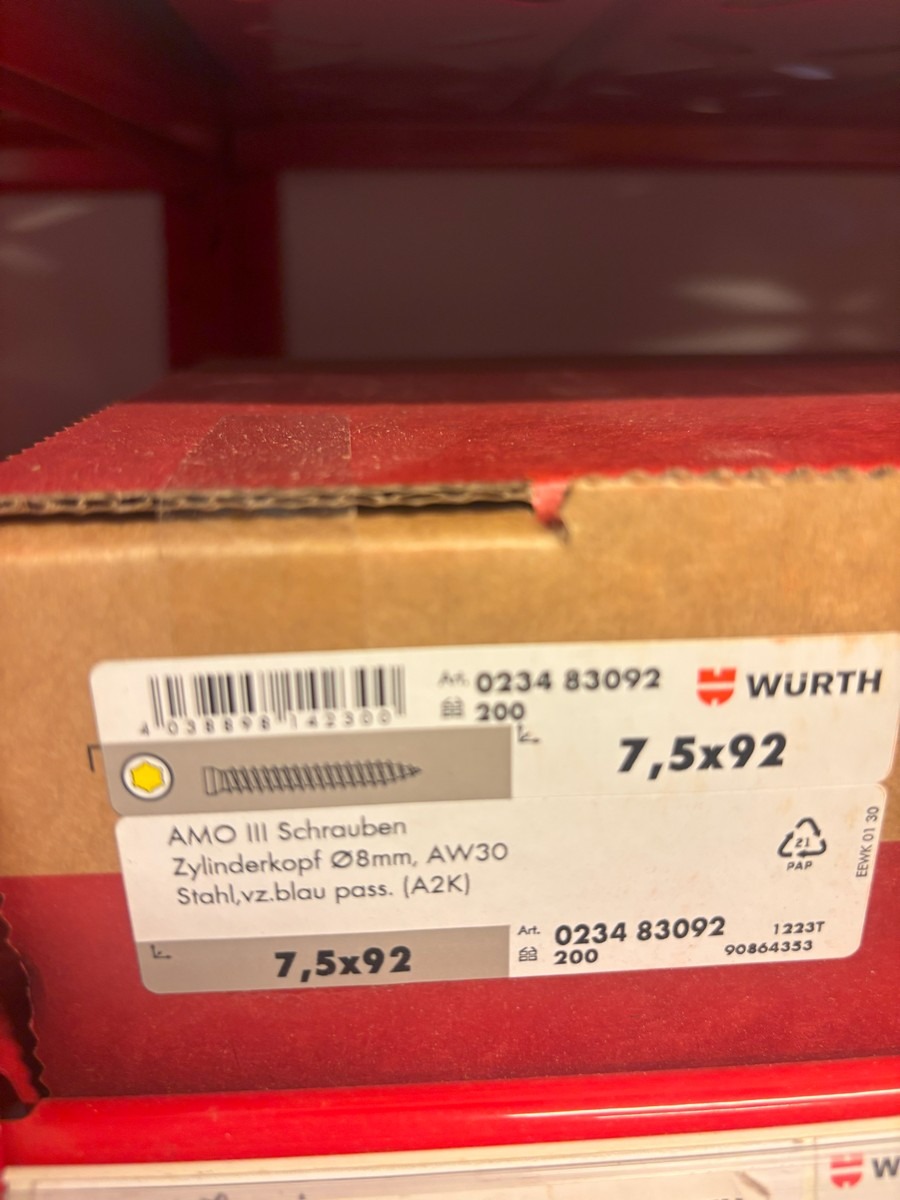 Art. 0234 83092
WÜRTH
200
4 038898 142300
7,5x92
AMO III Schrauben
Zylinderkopf Ø8mm, AW30
Stahl,vz.blau pass. (A2K)
21
PAP
EEWK 01 30
Art. 0234 83092
1223T
200
90864353
7,5x92
W